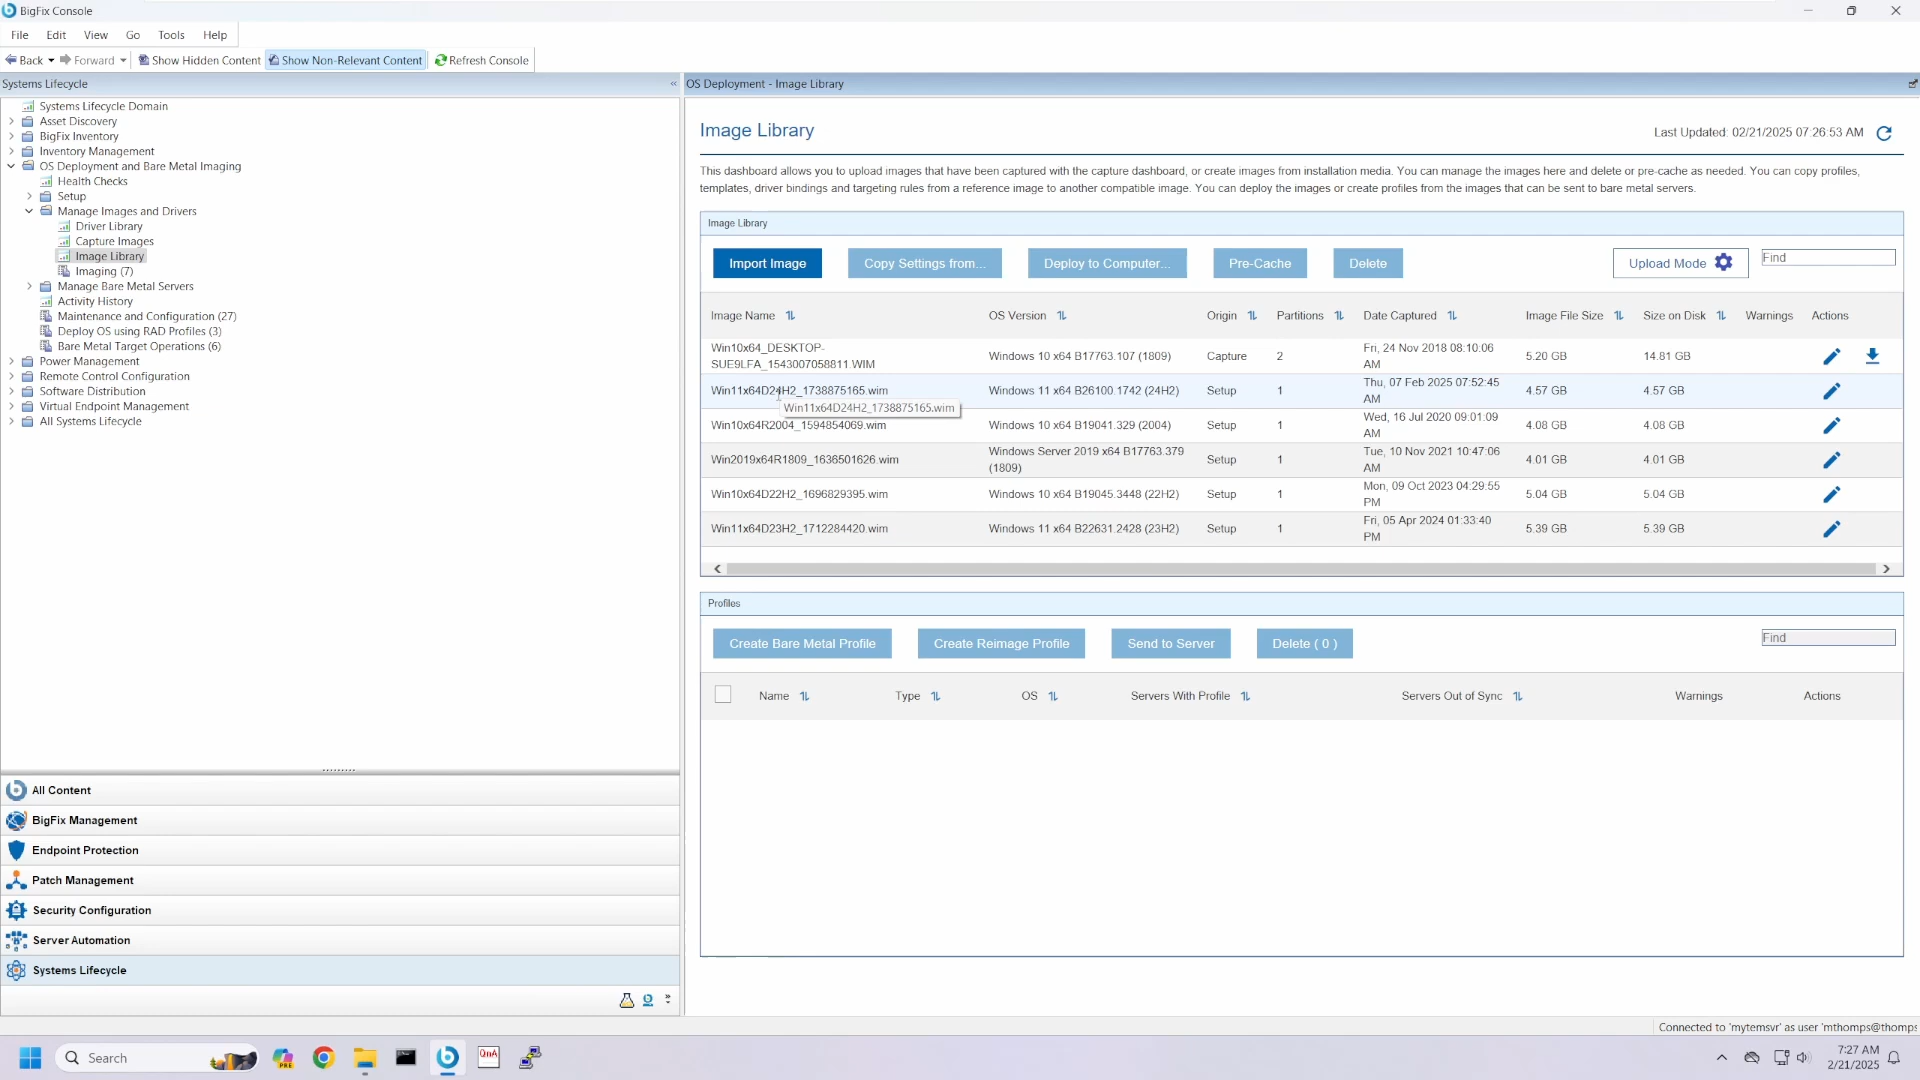 BigFix Console
File Edit View Go Tools Help
Back Forward Show Hidden Content Show Non-Relevant Content Refresh Console
Systems Lifecycle
Systems Lifecycle Domain
Asset Discovery
BigFix Inventory
Inventory Management
OS Deployment and Bare Metal Imaging
Health Checks
Setup
Manage Images and Drivers
Driver Library
Capture Images
Image Library
Imaging (7)
Manage Bare Metal Servers
Activity History
Maintenance and Configuration (27)
Deploy OS using RAD Profiles (3)
Bare Metal Target Operations (6)
Power Management
Remote Control Configuration
Software Distribution
Virtual Endpoint Management
All Systems Lifecycle
All Content
BigFix Management
Endpoint Protection
Patch Management
Security Configuration
Server Automation
Systems Lifecycle
OS Deployment - Image Library
Image Library
Last Updated: 02/21/2025 07:26:53 AM
This dashboard allows you to upload images that have been captured with the capture dashboard, or create images from installation media. You can manage the images here and delete or pre-cache as needed. You can copy profiles,
templates, driver bindings and targeting rules from a reference image to another compatible image. You can deploy the images or create profiles from the images that can be sent to bare metal servers.
Image Library
Import Image Copy Settings from... Deploy to Computer... Pre-Cache Delete Upload Mode Find
Image Name OS Version Origin Partitions Date Captured Image File Size Size on Disk Warnings Actions
Win10x64_DESKTOP-
SUE9LFA_1543007058811.WIM Windows 10 x64 B17763.107 (1809) Capture 2 Fri, 24 Nov 2018 08:10:06
AM 5.20 GB 14.81 GB
Win11x64D24H2_1738875165.wim Windows 11 x64 B26100.1742 (24H2) Setup 1 Thu, 07 Feb 2025 07:52:45
AM 4.57 GB 4.57 GB
Win11x64D24H2_1738875165.wim
Win10x64R2004_1594854069.wim Windows 10 x64 B19041.329 (2004) Setup 1 Wed, 16 Jul 2020 09:01:09
AM 4.08 GB 4.08 GB
Win2019x64R1809_1636501626.wim Windows Server 2019 x64 B17763.379
(1809) Setup 1 Tue, 10 Nov 2021 10:47:06
AM 4.01 GB 4.01 GB
Win10x64D22H2_1696829395.wim Windows 10 x64 B19045.3448 (22H2) Setup 1 Mon, 09 Oct 2023 04:29:55
PM 5.04 GB 5.04 GB
Win11x64D23H2_1712284420.wim Windows 11 x64 B22631.2428 (23H2) Setup 1 Fri, 05 Apr 2024 01:33:40
PM 5.39 GB 5.39 GB
Profiles
Create Bare Metal Profile Create Reimage Profile Send to Server Delete ( 0 ) Find
Name Type OS Servers With Profile Servers Out of Sync Warnings Actions
Connected to 'mytemsvr' as user 'mthomps@thomps
Search
PRE
QnA
7:27 AM
2/21/2025